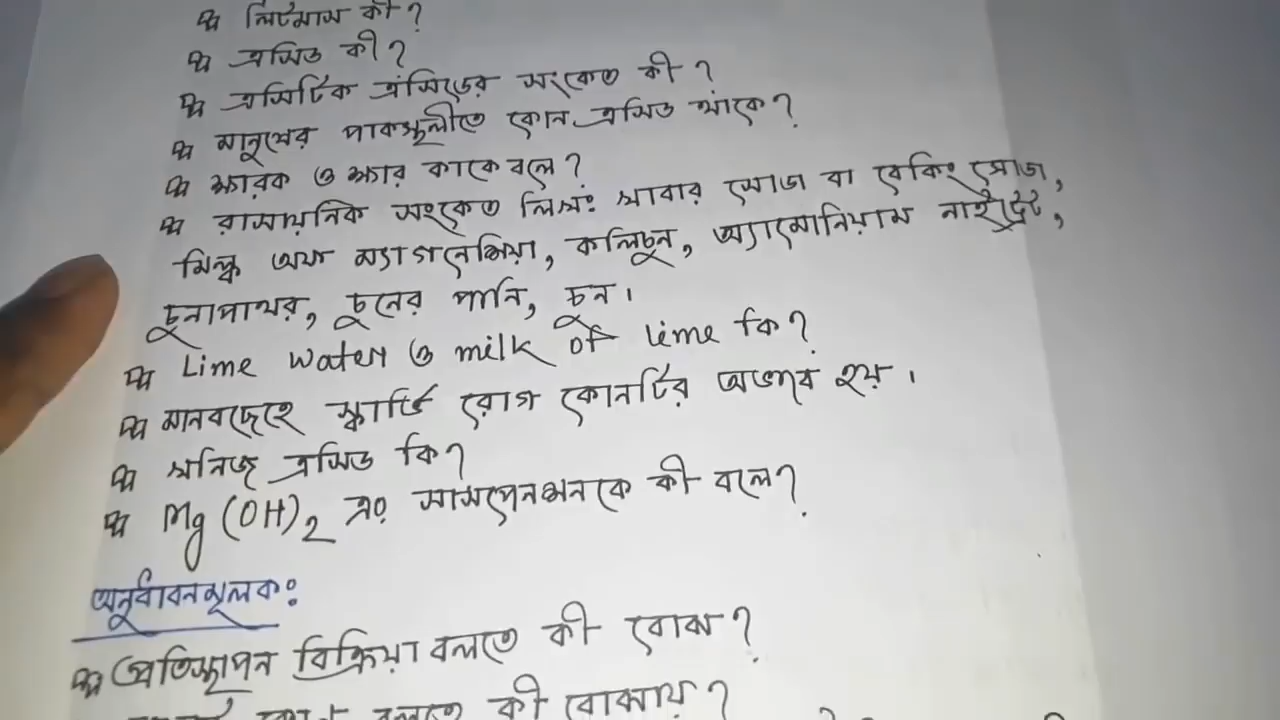 লিটমাস কী?
এসিড কী?
এসিটিক এসিডের সংকেত কী?
মানুষের পাকস্থলীতে কোন এসিড থাকে?
ক্ষারক ও ক্ষার কাকে বলে?
রাসায়নিক সংকেত লিখঃ খাবার সোডা বা বেকিং সোডা,
মিল্ক অফ ম্যাগনেশিয়া, কলিচুন, অ্যামোনিয়াম নাইট্রেট,
চুনাপাথর, চুনের পানি, চুন।
Lime water ও milk of lime কি?
মানবদেহে স্কার্ভি রোগ কোনটির অভাবে হয়।
খনিজ এসিড কি?
Mg(OH)2 এর সাসপেনশনকে কী বলে?
অনুধাবনমূলকঃ
প্রতিস্থাপন বিক্রিয়া বলতে কী বোঝ?
বলতে কী বোঝায়?